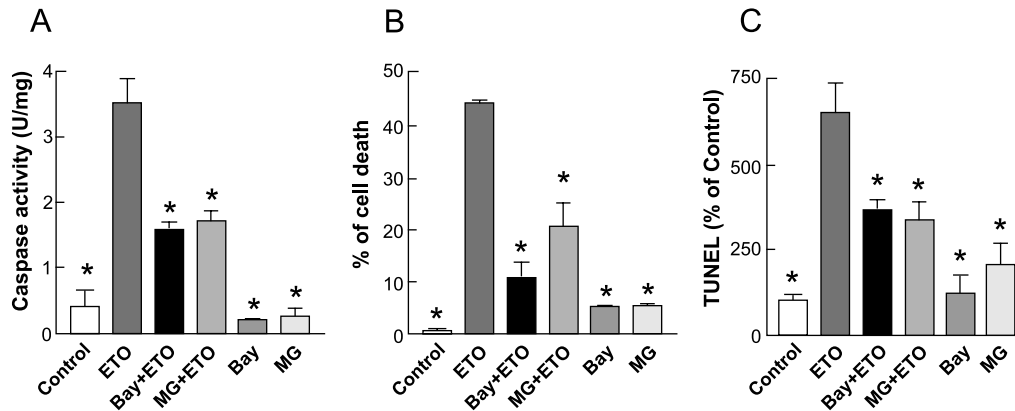 A
Caspase activity (U/mg)
4
3
2
1
0
*
*
*
*
*
Control
ETO
Bay+ETO
MG+ETO
Bay
MG
B
% of cell death
50
40
30
20
10
0
*
*
*
*
*
Control
ETO
Bay+ETO
MG+ETO
Bay
MG
C
TUNEL (% of Control)
750
500
250
0
*
*
*
*
*
Control
ETO
Bay+ETO
MG+ETO
Bay
MG